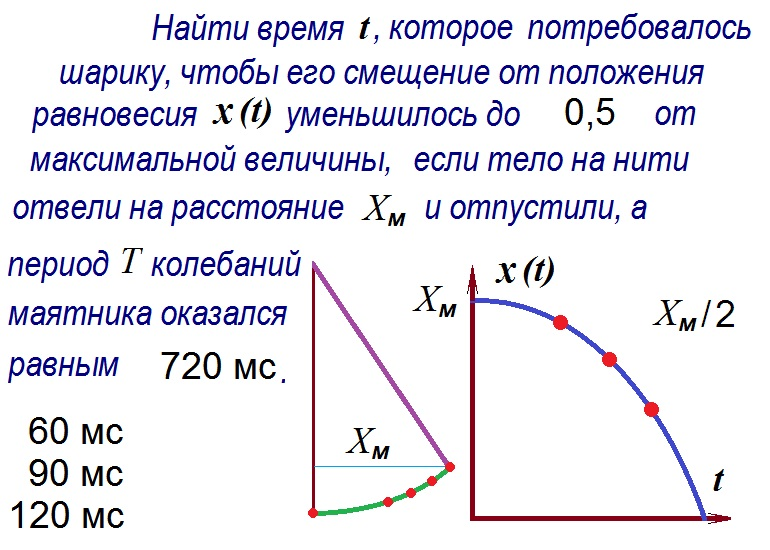 Найти время t, которое потребовалось
шарику, чтобы его смещение от положения
равновесия x(t) уменьшилось до 0,5 от
максимальной величины, если тело на нити
отвели на расстояние Xм и отпустили, а
период T колебаний
маятника оказался
равным 720 мс.
60 мс
90 мс
120 мс
Xм
x(t)
Xм
Xм/2
t